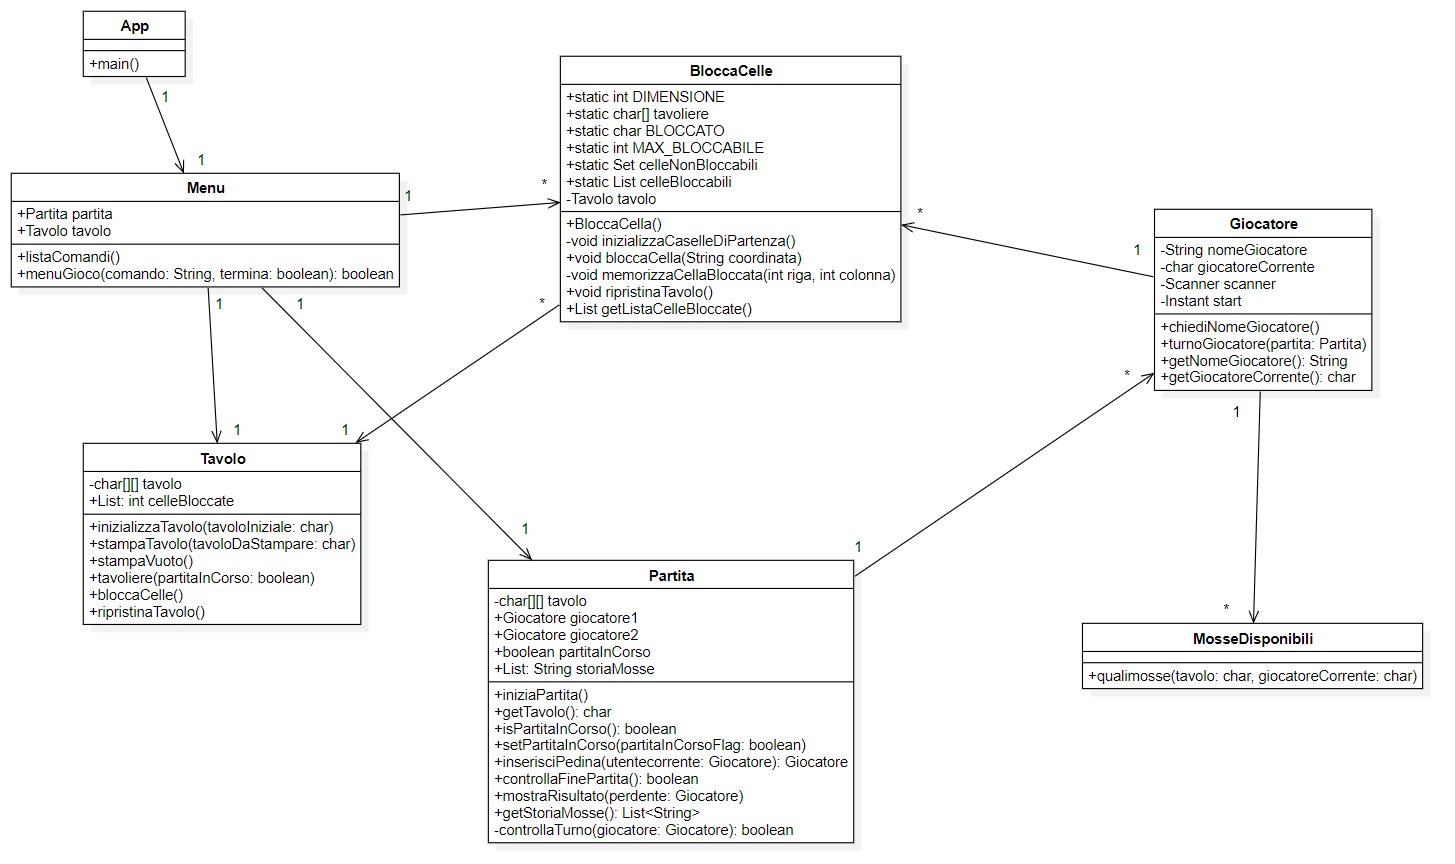 App
+main()
1
1
Menu
+Partita partita
+Tavolo tavolo
+listaComandi()
+menuGioco(comando: String, termina: boolean): boolean
1
*
1
1
BloccaCelle
+static int DIMENSIONE
+static char[] tavoliere
+static char BLOCCATO
+static int MAX_BLOCCABILE
+static Set celleNonBloccabili
+static List celleBloccabili
-Tavolo tavolo
+BloccaCella()
-void inizializzaCaselleDiPartenza()
+void bloccaCella(String coordinata)
-void memorizzaCellaBloccata(int riga, int colonna)
+void ripristinaTavolo()
+List getListaCelleBloccate()
*
1
*
Giocatore
-String nomeGiocatore
-char giocatoreCorrente
-Scanner scanner
-Instant start
+chiediNomeGiocatore()
+turnoGiocatore(partita: Partita)
+getNomeGiocatore(): String
+getGiocatoreCorrente(): char
*
1
1
1
Tavolo
-char[][] tavolo
+List: int celleBloccate
+inizializzaTavolo(tavoloIniziale: char)
+stampaTavolo(tavoloDaStampare: char)
+stampaVuoto()
+tavoliere(partitaInCorso: boolean)
+bloccaCelle()
+ripristinaTavolo()
1
1
Partita
-char[][] tavolo
+Giocatore giocatore1
+Giocatore giocatore2
+boolean partitaInCorso
+List: String storiaMosse
+iniziaPartita()
+getTavolo(): char
+isPartitaInCorso(): boolean
+setPartitaInCorso(partitaInCorsoFlag: boolean)
+inserisciPedina(utentecorrente: Giocatore): Giocatore
+controllaFinePartita(): boolean
+mostraRisultato(perdente: Giocatore)
+getStoriaMosse(): List<String>
-controllaTurno(giocatore: Giocatore): boolean
*
MosseDisponibili
+qualimosse(tavolo: char, giocatoreCorrente: char)